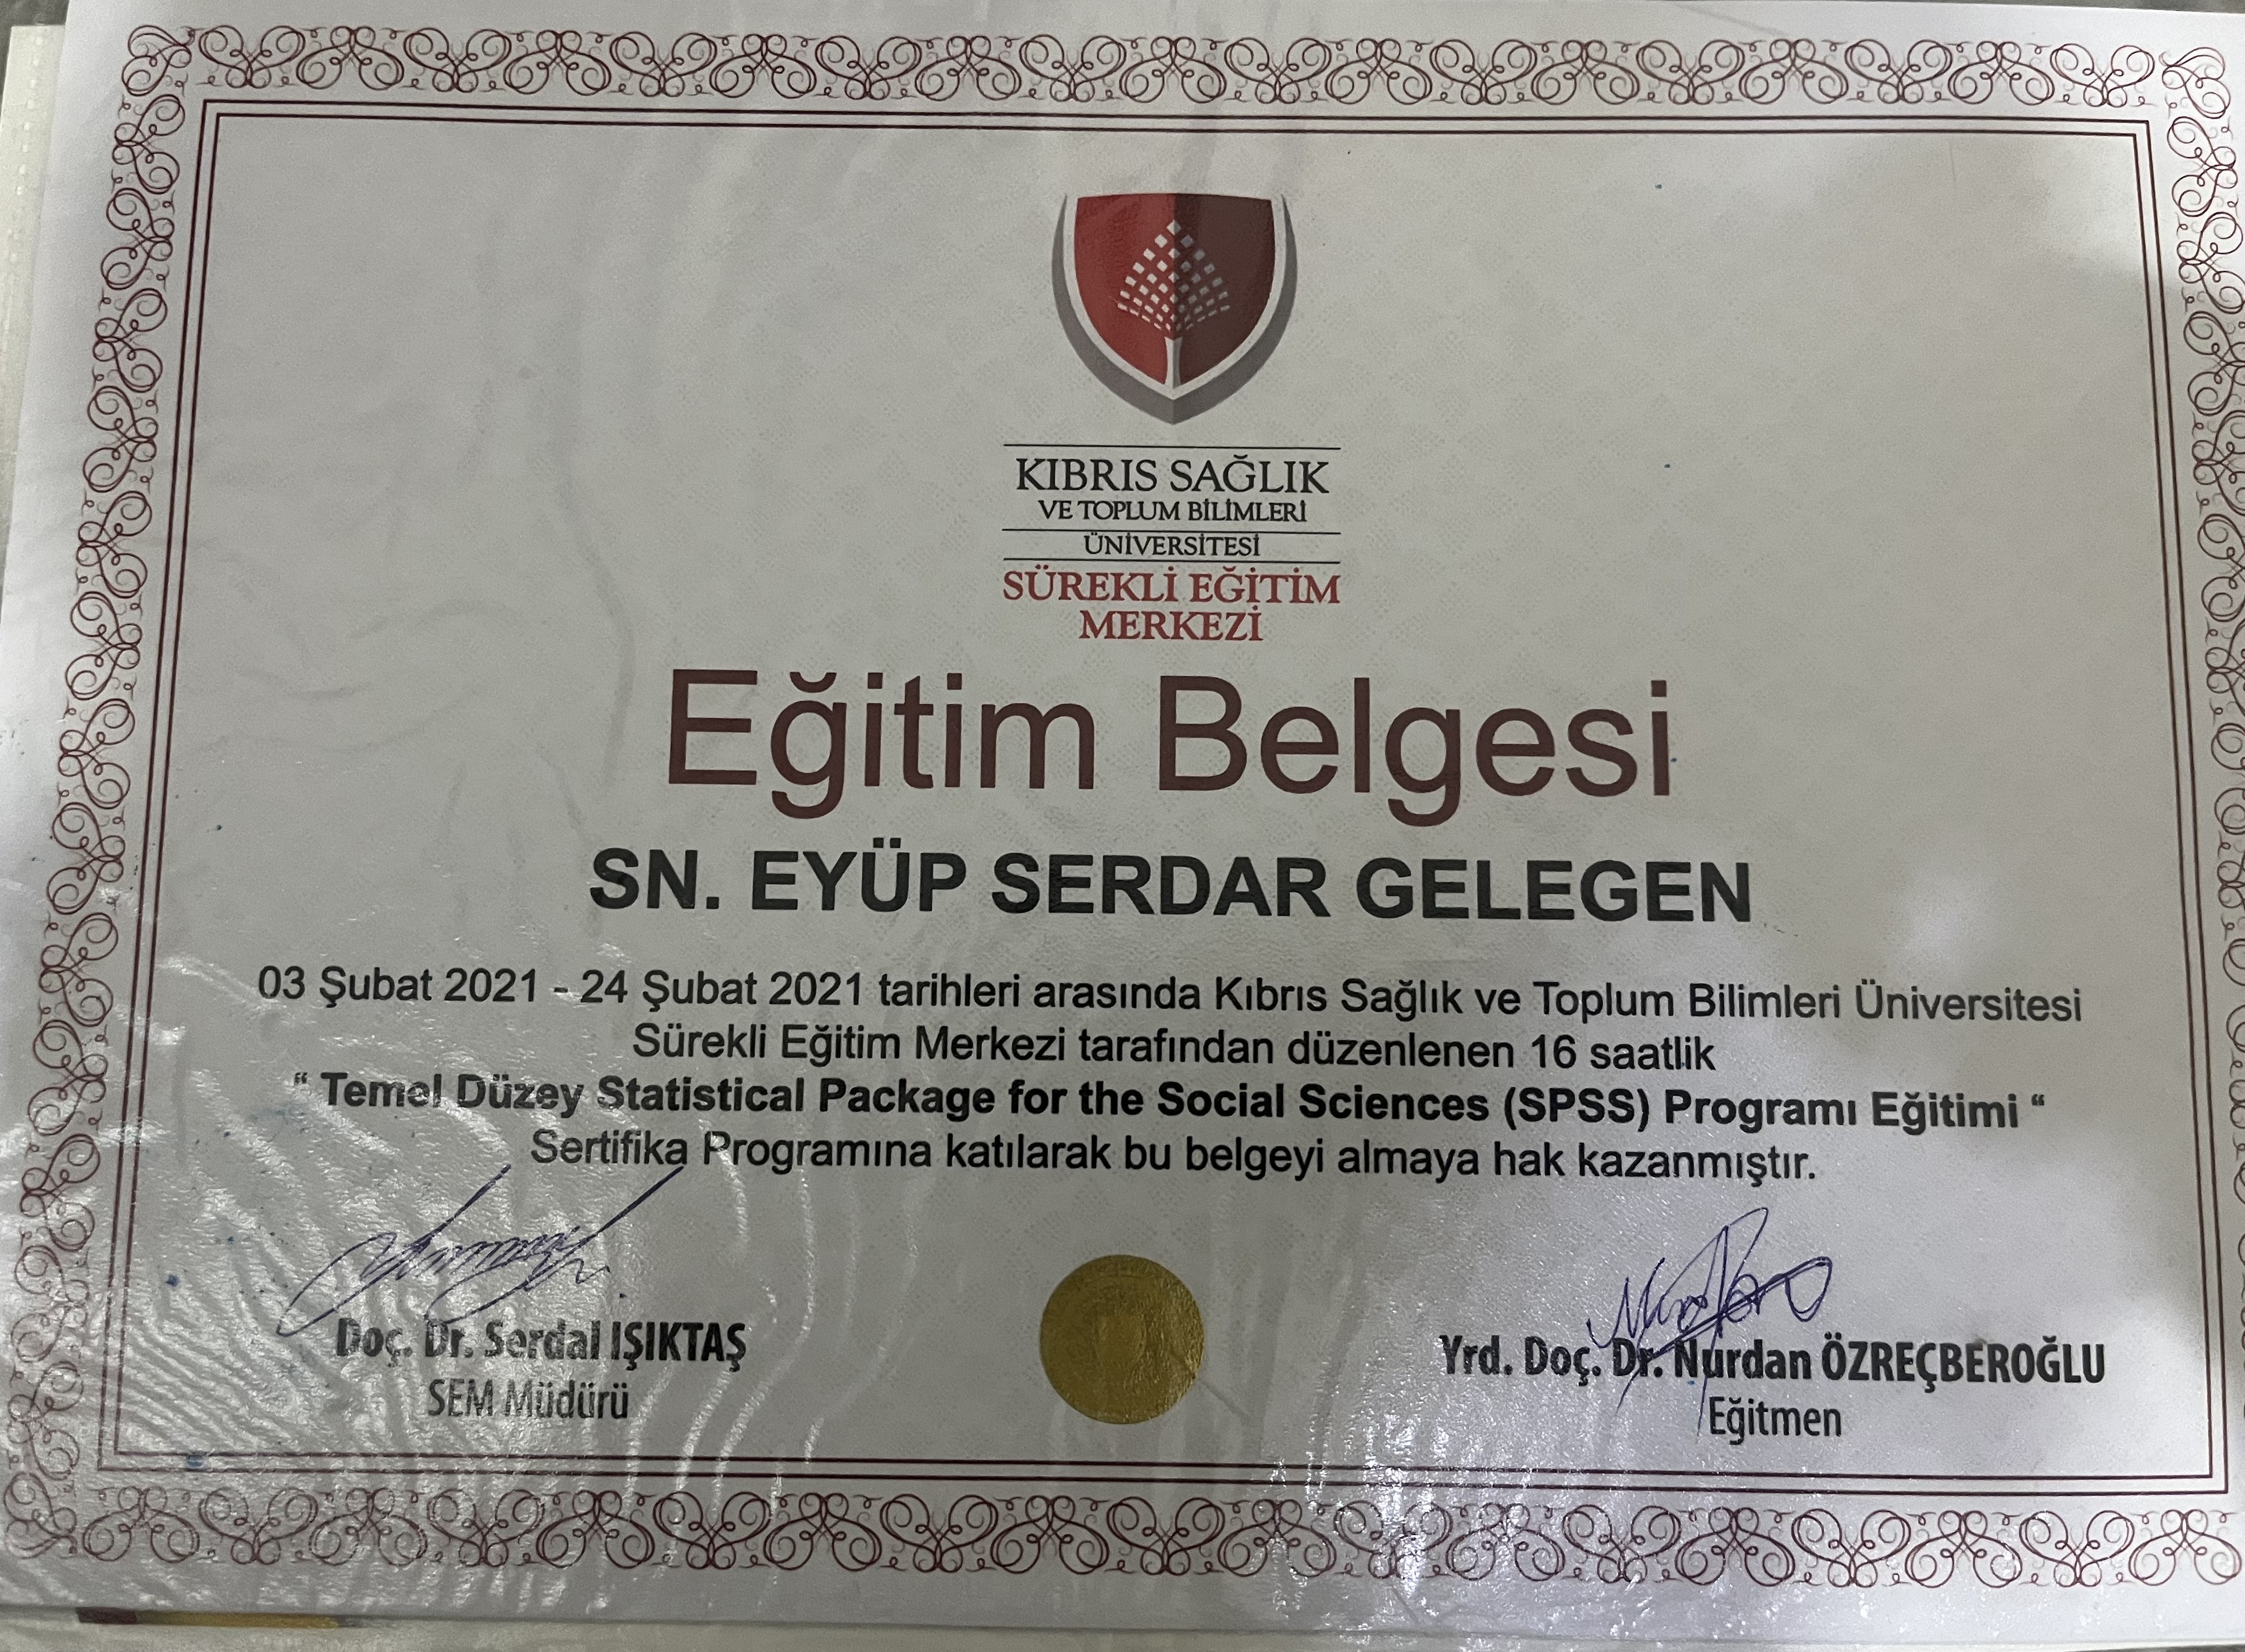 KIBRIS SAĞLIK
VE TOPLUM BİLİMLERİ
ÜNİVERSİTESİ
SÜREKLİ EĞİTİM
MERKEZİ
Eğitim Belgesi
SN. EYÜP SERDAR GELEGEN
03 Şubat 2021 - 24 Şubat 2021 tarihleri arasında Kıbrıs Sağlık ve Toplum Bilimleri Üniversitesi
Sürekli Eğitim Merkezi tarafından düzenlenen 16 saatlik
“ Temel Düzey Statistical Package for the Social Sciences (SPSS) Programı Eğitimi “
Sertifika Programına katılarak bu belgeyi almaya hak kazanmıştır.
Doç. Dr. Serdal IŞIKTAŞ
SEM Müdürü
Yrd. Doç. Dr. Nurdan ÖZREÇBEROĞLU
Eğitmen